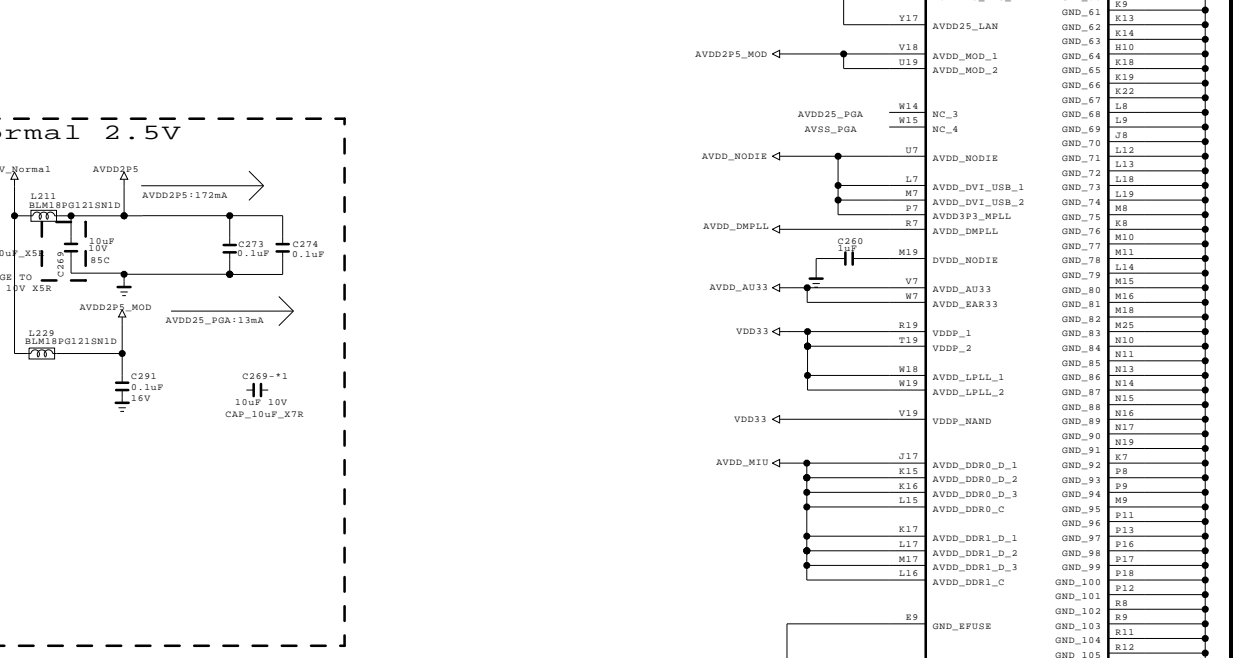 ormal 2.5V
V_Normal
AVDD2P5
L211
BLM18PG121SN1D
AVDD2P5:172mA
10uF
10V
85C
C269
0uF_X5R
GE TO
10V X5R
C273
0.1uF
C274
0.1uF
AVDD2P5_MOD
AVDD25_PGA:13mA
L229
BLM18PG121SN1D
C291
0.1uF
16V
C269-*1
10uF 10V
CAP_10uF_X7R
Y17 AVDD25_LAN
AVDD2P5_MOD
V18 AVDD_MOD_1
U19 AVDD_MOD_2
AVDD25_PGA W14 NC_3
AVSS_PGA W15 NC_4
AVDD_NODIE U7 AVDD_NODIE
L7 AVDD_DVI_USB_1
M7 AVDD_DVI_USB_2
P7 AVDD3P3_MPLL
AVDD_DMPLL R7 AVDD_DMPLL
C260
1uF
M19 DVDD_NODIE
AVDD_AU33 V7 AVDD_AU33
W7 AVDD_EAR33
VDD33 R19 VDDP_1
T19 VDDP_2
W18 AVDD_LPLL_1
W19 AVDD_LPLL_2
VDD33 V19 VDDP_NAND
AVDD_MIU J17 AVDD_DDR0_D_1
K15 AVDD_DDR0_D_2
K16 AVDD_DDR0_D_3
L15 AVDD_DDR0_C
K17 AVDD_DDR1_D_1
L17 AVDD_DDR1_D_2
M17 AVDD_DDR1_D_3
L16 AVDD_DDR1_C
E9 GND_EFUSE
K9
GND_61 K13
GND_62 K14
GND_63 H10
GND_64 K18
GND_65 K19
GND_66 K22
GND_67 L8
GND_68 L9
GND_69 J8
GND_70 L12
GND_71 L13
GND_72 L18
GND_73 L19
GND_74 M8
GND_75 K8
GND_76 M10
GND_77 M11
GND_78 L14
GND_79 M15
GND_80 M16
GND_81 M18
GND_82 M25
GND_83 N10
GND_84 N11
GND_85 N13
GND_86 N14
GND_87 N15
GND_88 N16
GND_89 N17
GND_90 N19
GND_91 K7
GND_92 P8
GND_93 P9
GND_94 M9
GND_95 P11
GND_96 P13
GND_97 P16
GND_98 P17
GND_99 P18
GND_100 P12
GND_101 R8
GND_102 R9
GND_103 R11
GND_104 R12
GND_105